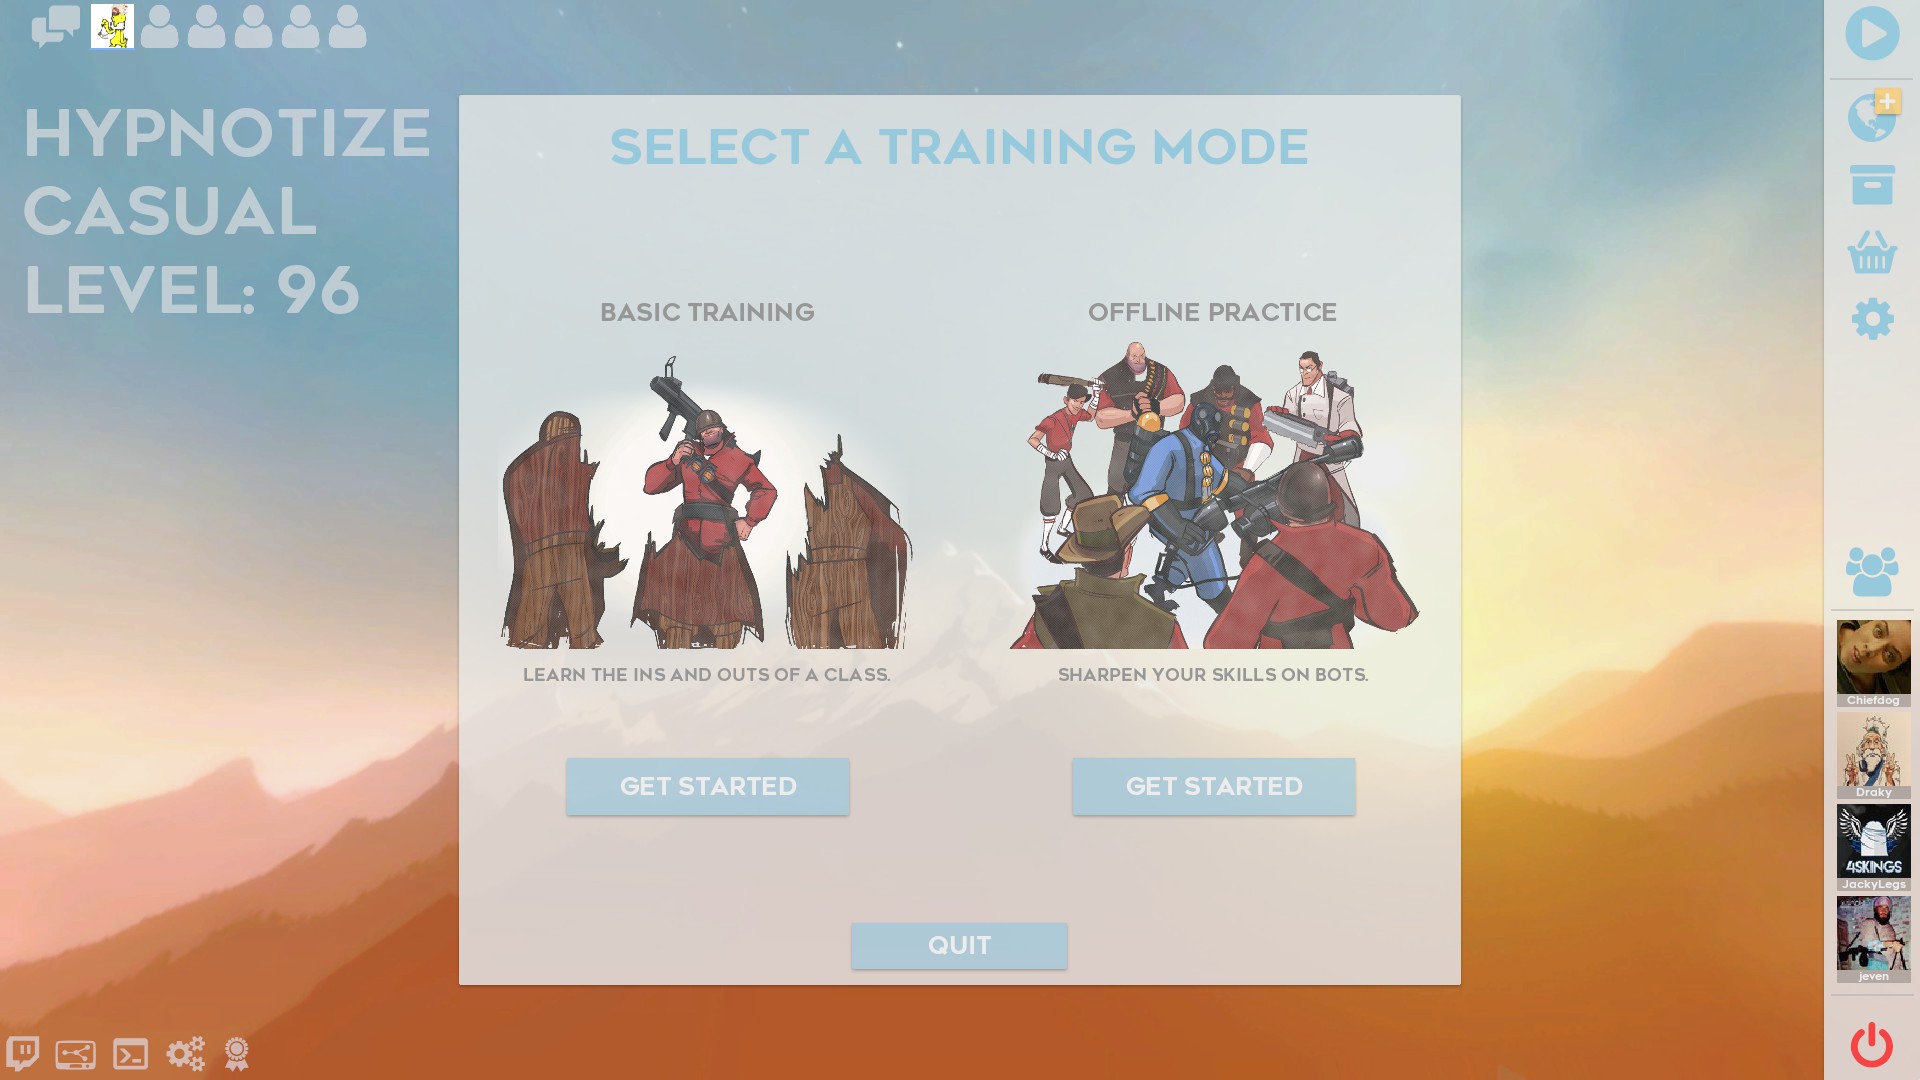 HYPNOTIZE
CASUAL
LEVEL: 96
SELECT A TRAINING MODE
BASIC TRAINING
OFFLINE PRACTICE
LEARN THE INS AND OUTS OF A CLASS.
SHARPEN YOUR SKILLS ON BOTS.
GET STARTED
GET STARTED
QUIT
Chiefdog
Draky
4SKINGS
JackyLegs
jeven